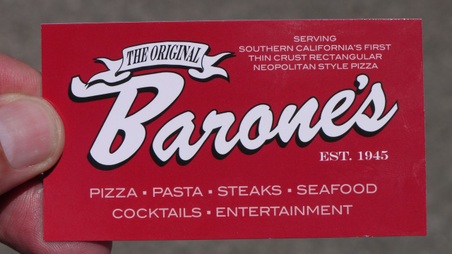 THE ORIGINAL
Barone's
EST. 1945
SERVING
SOUTHERN CALIFORNIA'S FIRST
THIN CRUST RECTANGULAR
NEOPOLITAN STYLE PIZZA
PIZZA ▪ PASTA ▪ STEAKS ▪ SEAFOOD
COCKTAILS ▪ ENTERTAINMENT